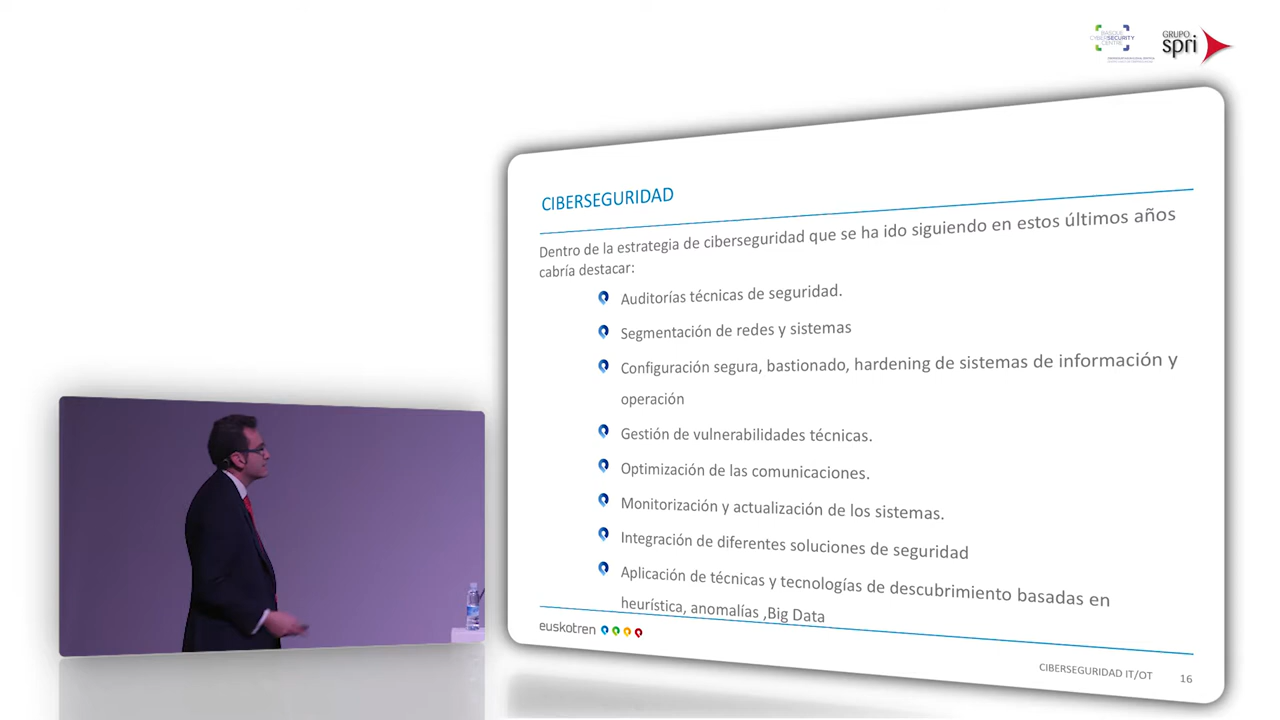 BASQUE
CYBERSECURITY
CENTRE
GRUPO
spri
CIBERSEGURIDAD
Dentro de la estrategia de ciberseguridad que se ha ido siguiendo en estos últimos años
cabría destacar:
Auditorías técnicas de seguridad.
Segmentación de redes y sistemas
Configuración segura, bastionado, hardening de sistemas de información y
operación
Gestión de vulnerabilidades técnicas.
Optimización de las comunicaciones.
Monitorización y actualización de los sistemas.
Integración de diferentes soluciones de seguridad
Aplicación de técnicas y tecnologías de descubrimiento basadas en
heurística, anomalías ,Big Data
euskotren
CIBERSEGURIDAD IT/OT 16